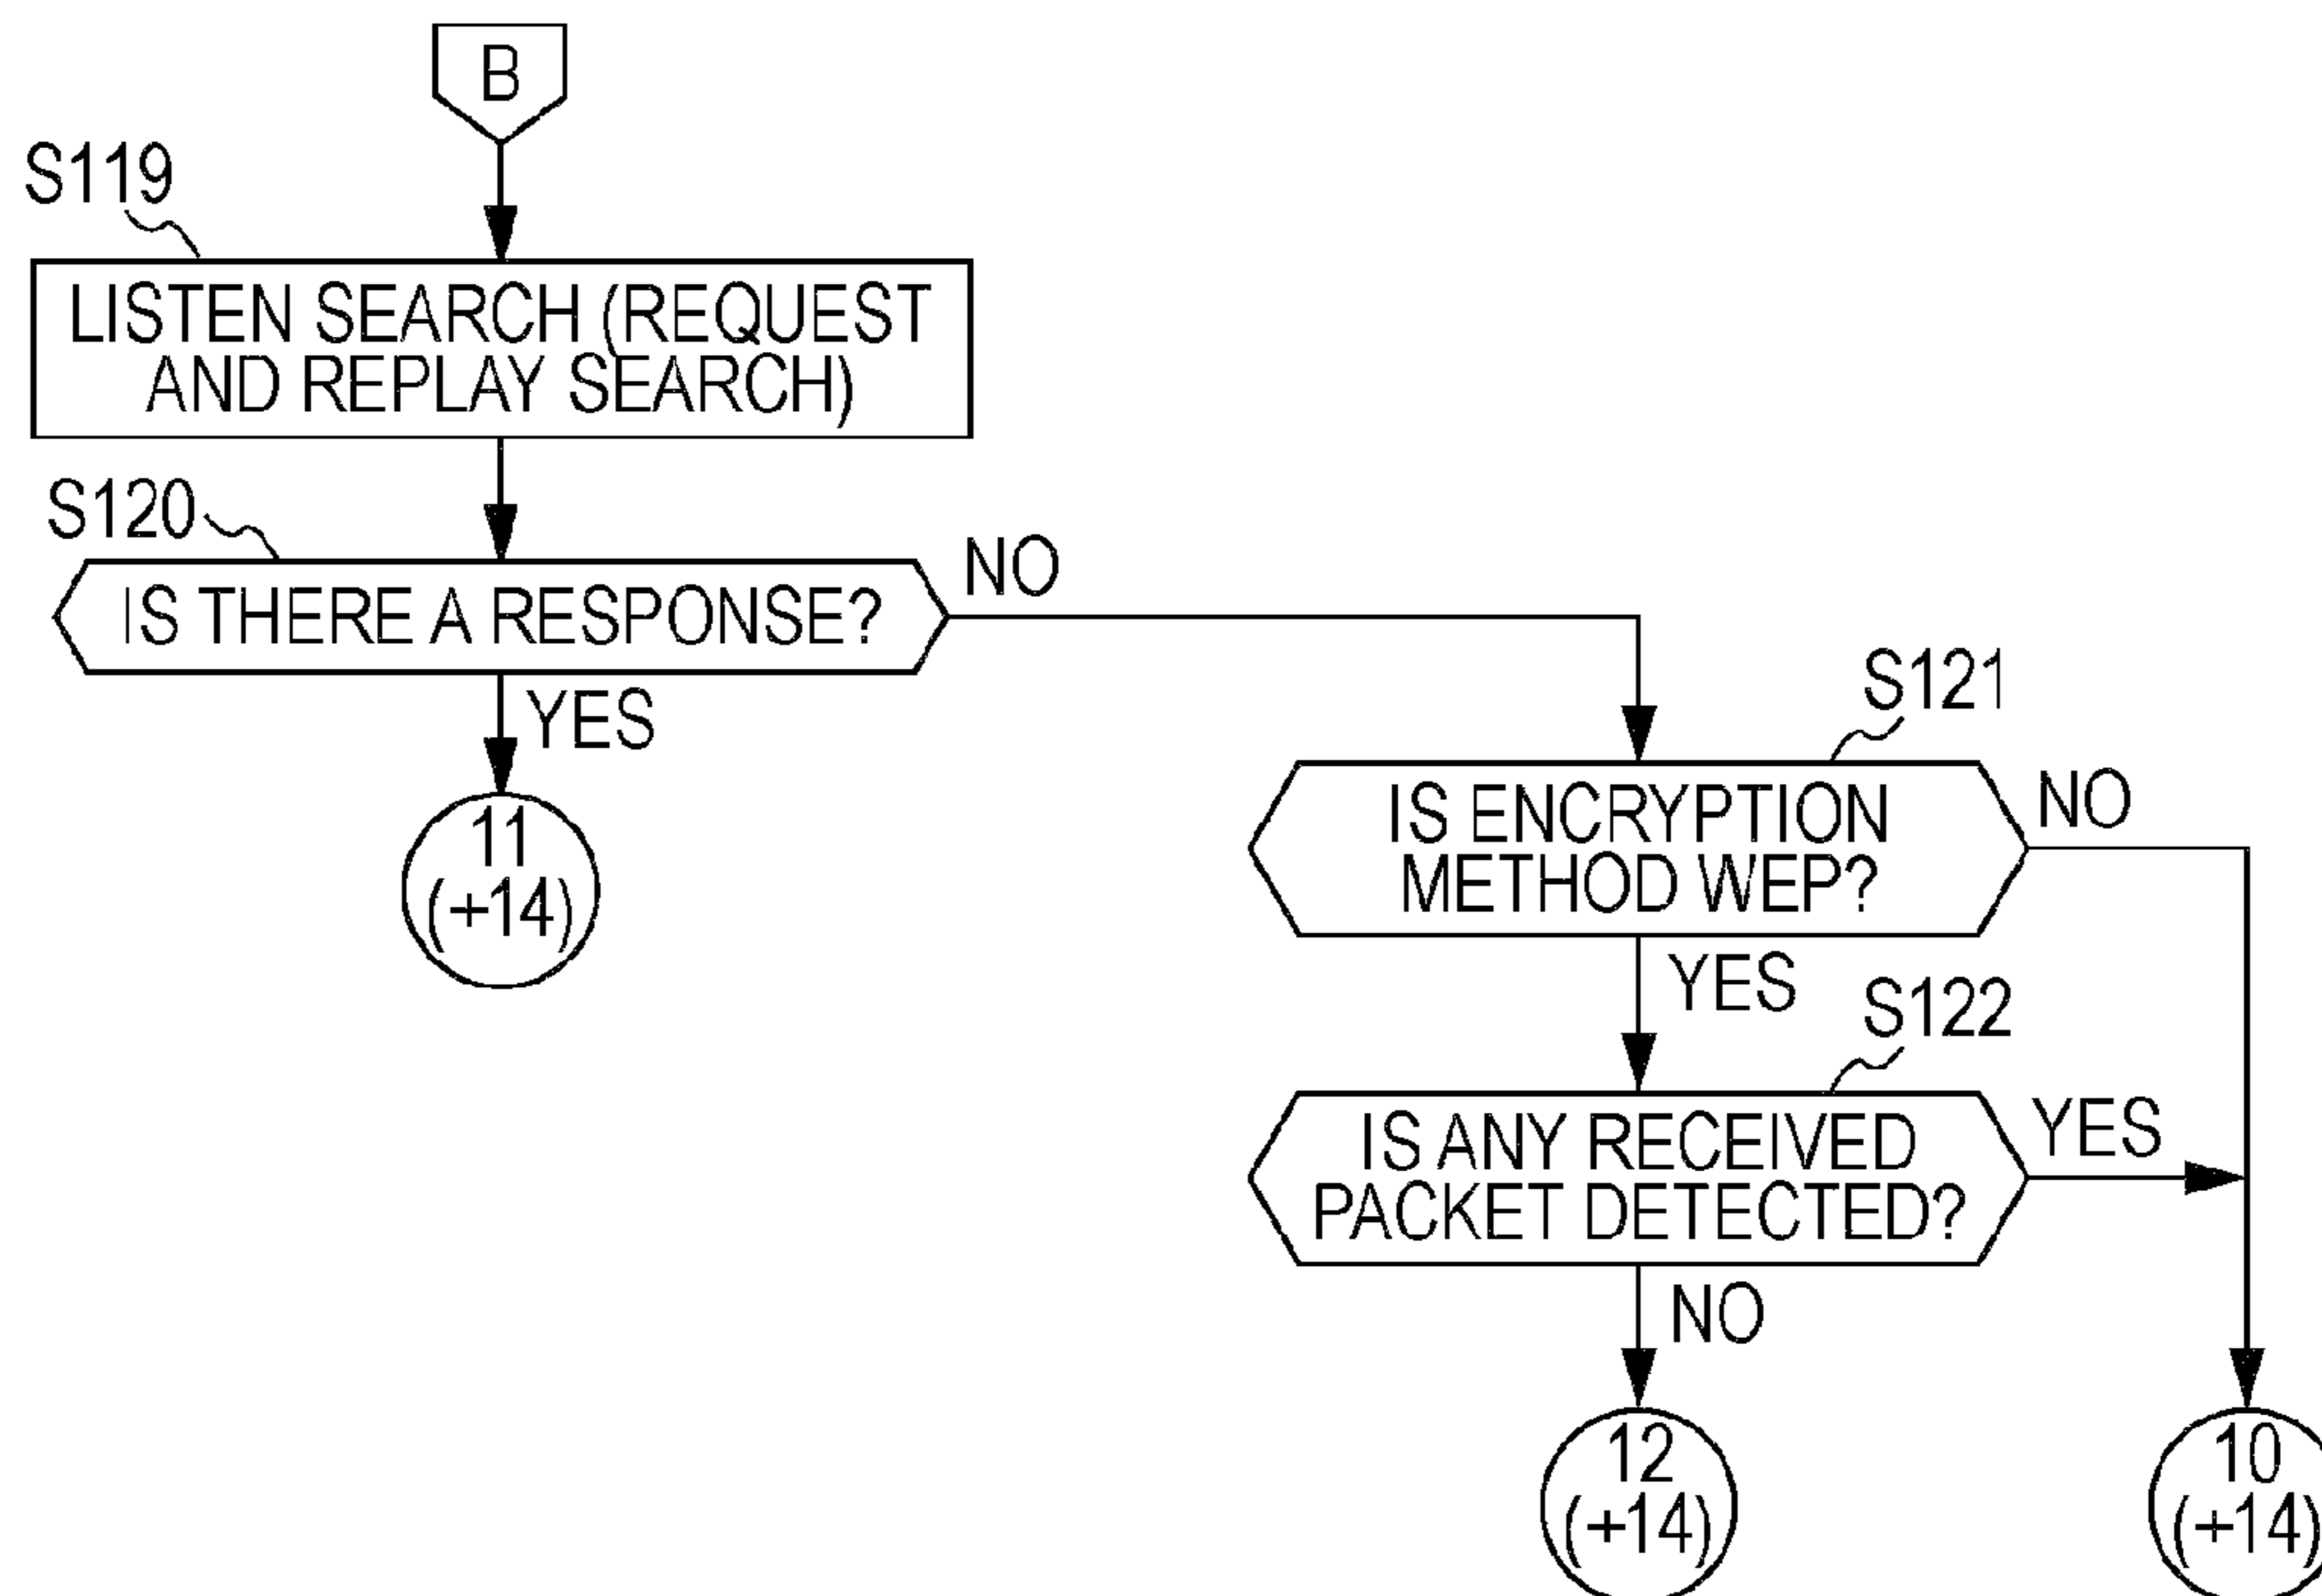 B
S119
LISTEN SEARCH (REQUEST
AND REPLAY SEARCH)
S120
IS THERE A RESPONSE?
NO
YES
11
(+14)
S121
IS ENCRYPTION
METHOD WEP?
NO
YES
S122
IS ANY RECEIVED
PACKET DETECTED?
YES
NO
12
(+14)
10
(+14)